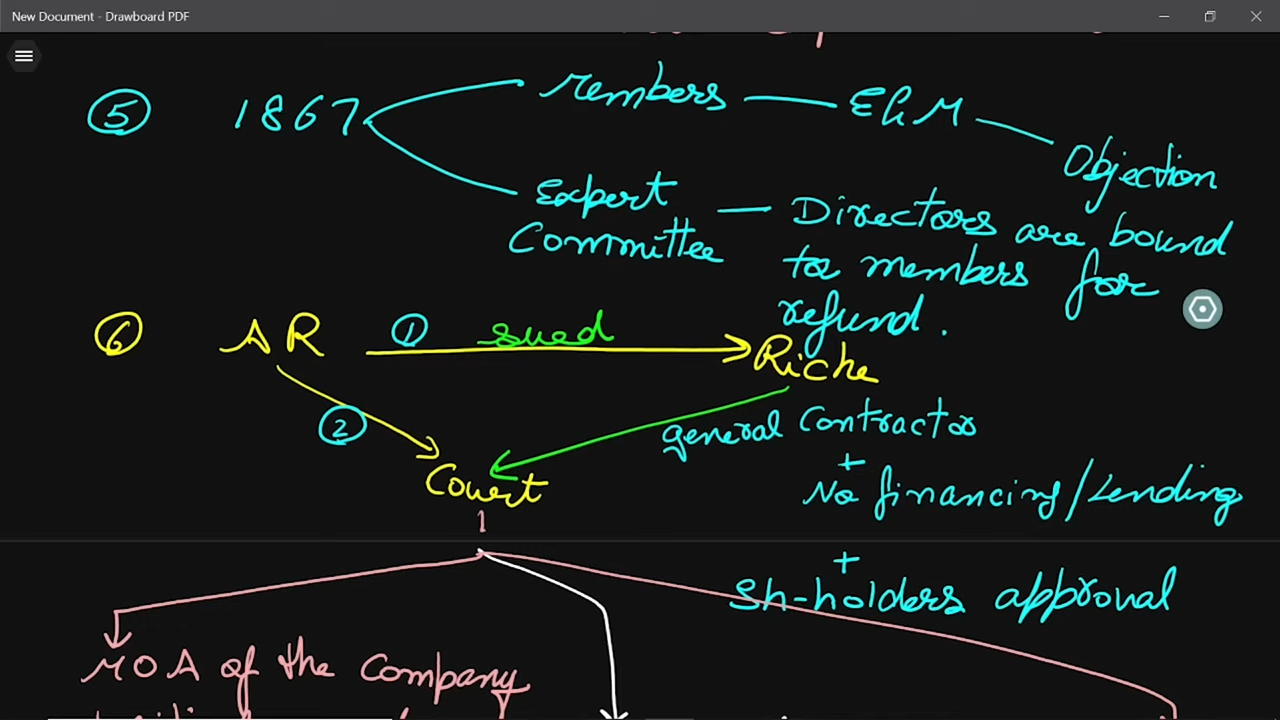 New Document - Drawboard PDF
5 1867 Members EGM
Objection
Expert Committee Directors are bound to members for refund.
6 AR 1 sued Riche
2 general contractor
+
Court No financing/Lending
+
Sh-holders approval
MOA of the Company